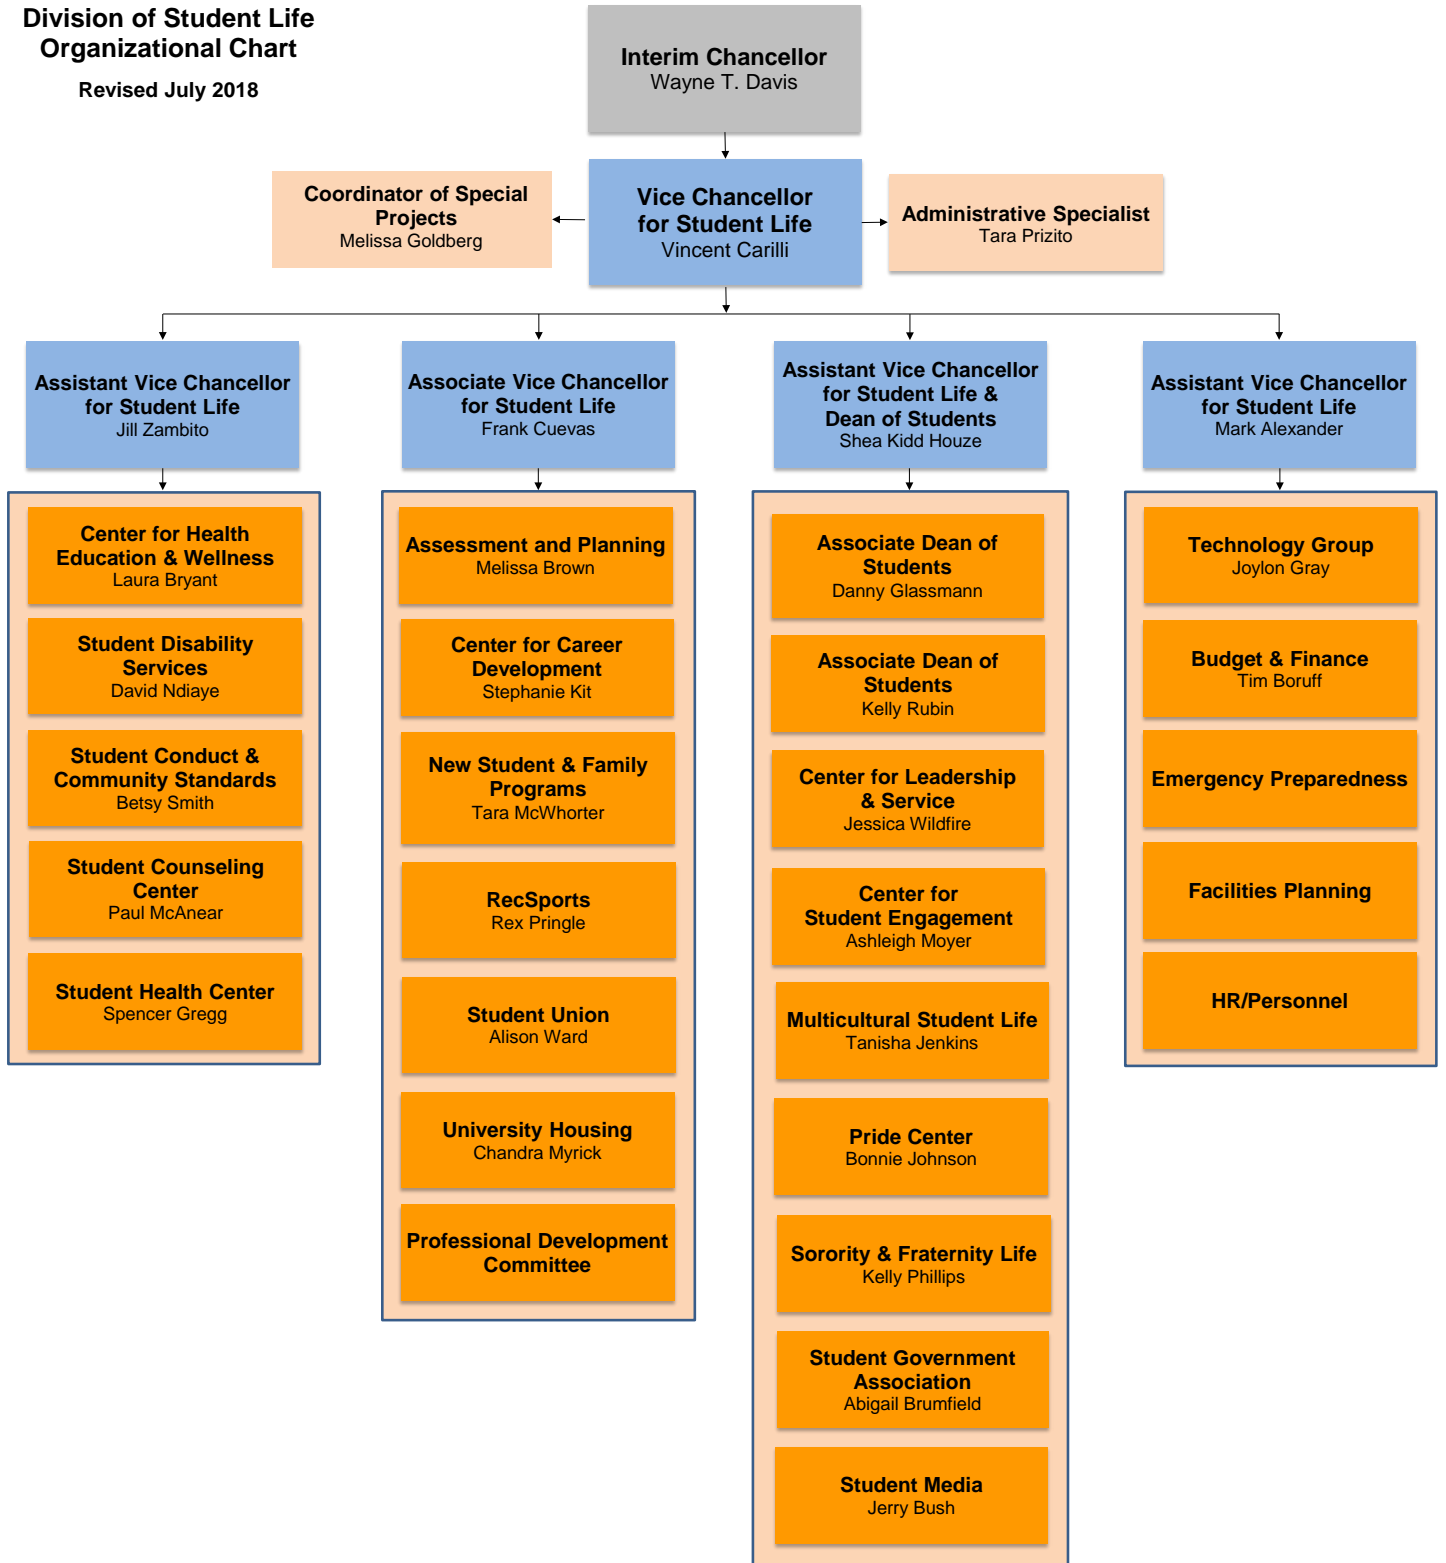 Division of Student Life
Organizational Chart
Revised July 2018
Interim Chancellor
Wayne T. Davis
Coordinator of Special
Projects
Melissa Goldberg
Vice Chancellor
for Student Life
Vincent Carilli
Administrative Specialist
Tara Prizito
Assistant Vice Chancellor
for Student Life
Jill Zambito
Associate Vice Chancellor
for Student Life
Frank Cuevas
Assistant Vice Chancellor
for Student Life &
Dean of Students
Shea Kidd Houze
Assistant Vice Chancellor
for Student Life
Mark Alexander
Center for Health
Education & Wellness
Laura Bryant
Student Disability
Services
David Ndiaye
Student Conduct &
Community Standards
Betsy Smith
Student Counseling
Center
Paul McAnear
Student Health Center
Spencer Gregg
Assessment and Planning
Melissa Brown
Center for Career
Development
Stephanie Kit
New Student & Family
Programs
Tara McWhorter
RecSports
Rex Pringle
Student Union
Alison Ward
University Housing
Chandra Myrick
Professional Development
Committee
Associate Dean of
Students
Danny Glassmann
Associate Dean of
Students
Kelly Rubin
Center for Leadership
& Service
Jessica Wildfire
Center for
Student Engagement
Ashleigh Moyer
Multicultural Student Life
Tanisha Jenkins
Pride Center
Bonnie Johnson
Sorority & Fraternity Life
Kelly Phillips
Student Government
Association
Abigail Brumfield
Student Media
Jerry Bush
Technology Group
Joylon Gray
Budget & Finance
Tim Boruff
Emergency Preparedness
Facilities Planning
HR/Personnel